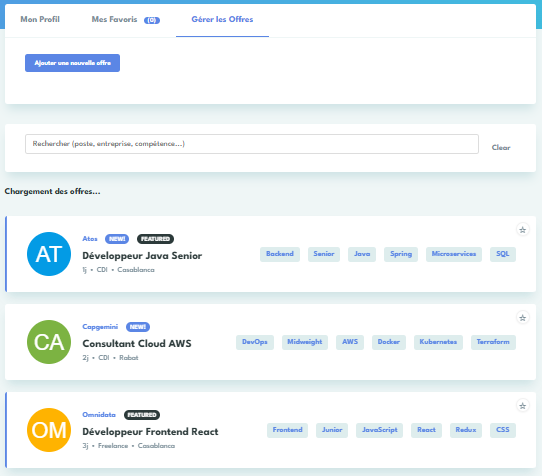 Mon Profil Mes Favoris (0) Gérer les Offres
Ajouter une nouvelle offre
Rechercher (poste, entreprise, compétence...) Clear
Chargement des offres...
☆
AT
Atos NEW! FEATURED
Développeur Java Senior
1j • CDI • Casablanca
Backend Senior Java Spring Microservices SQL
☆
CA
Capgemini NEW!
Consultant Cloud AWS
2j • CDI • Rabat
DevOps Midweight AWS Docker Kubernetes Terraform
☆
OM
Omnidata FEATURED
Développeur Frontend React
3j • Freelance • Casablanca
Frontend Junior JavaScript React Redux CSS